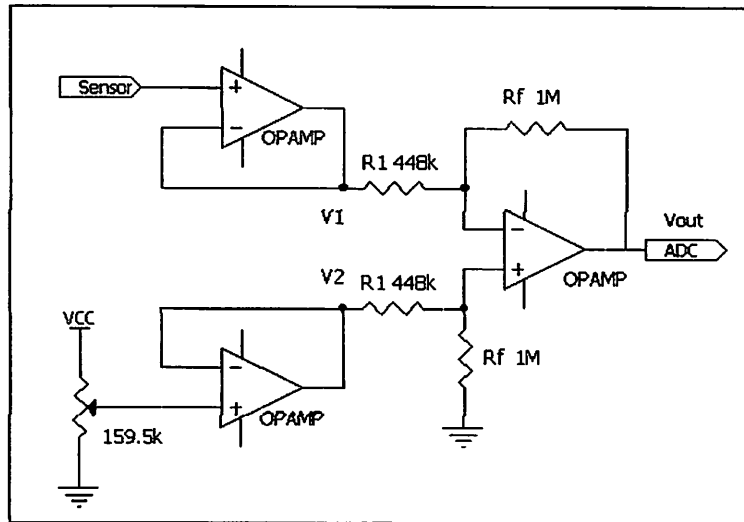 Sensor
+
-
OPAMP
Rf 1M
R1 448k
V1
-
+
OPAMP
Vout
ADC
V2
R1 448k
VCC
-
+
OPAMP
159.5k
Rf 1M